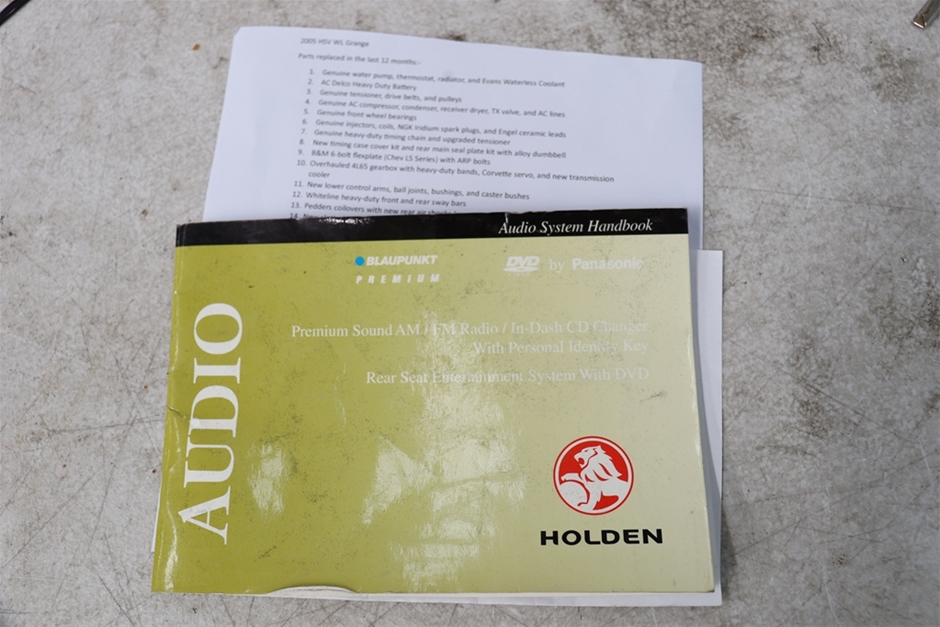 2005 HSV WL Grange
Parts replaced in the last 12 months:-
1. Genuine water pump, thermostat, radiator, and Evans Waterless Coolant
2. AC Delco Heavy Duty Battery
3. Genuine tensioner, drive belts, and pulleys
4. Genuine AC compressor, condenser, receiver dryer, TX valve, and AC lines
5. Genuine front wheel bearings
6. Genuine injectors, coils, NGK Iridium spark plugs, and Engel ceramic leads
7. Genuine heavy-duty timing chain and upgraded tensioner
8. New timing case cover kit and rear main seal plate kit with alloy dumbbell
9. B&M 6-bolt flexplate (Chev LS Series) with ARP bolts
10. Overhauled 4L65 gearbox with heavy-duty bands, Corvette servo, and new transmission
cooler
11. New lower control arms, ball joints, bushings, and caster bushes
12. Whiteline heavy-duty front and rear sway bars
13. Pedders coilovers with new rear air shocks
14. New
Audio System Handbook
BLAUPUNKT
PREMIUM
DVD by Panasonic
Premium Sound AM / FM Radio / In-Dash CD Changer
With Personal Identity Key
Rear Seat Entertainment System With DVD
AUDIO
HOLDEN